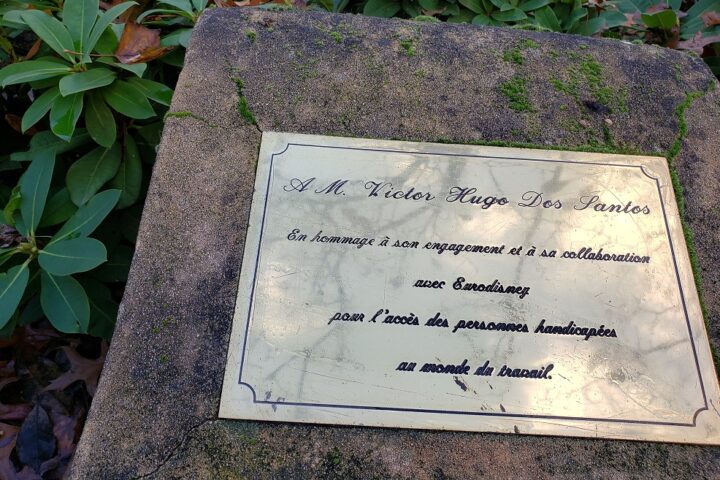 A M. Victor Hugo Dos Santos
En hommage à son engagement et à sa collaboration
avec Eurodisney
pour l'accès des personnes handicapées
au monde du travail.